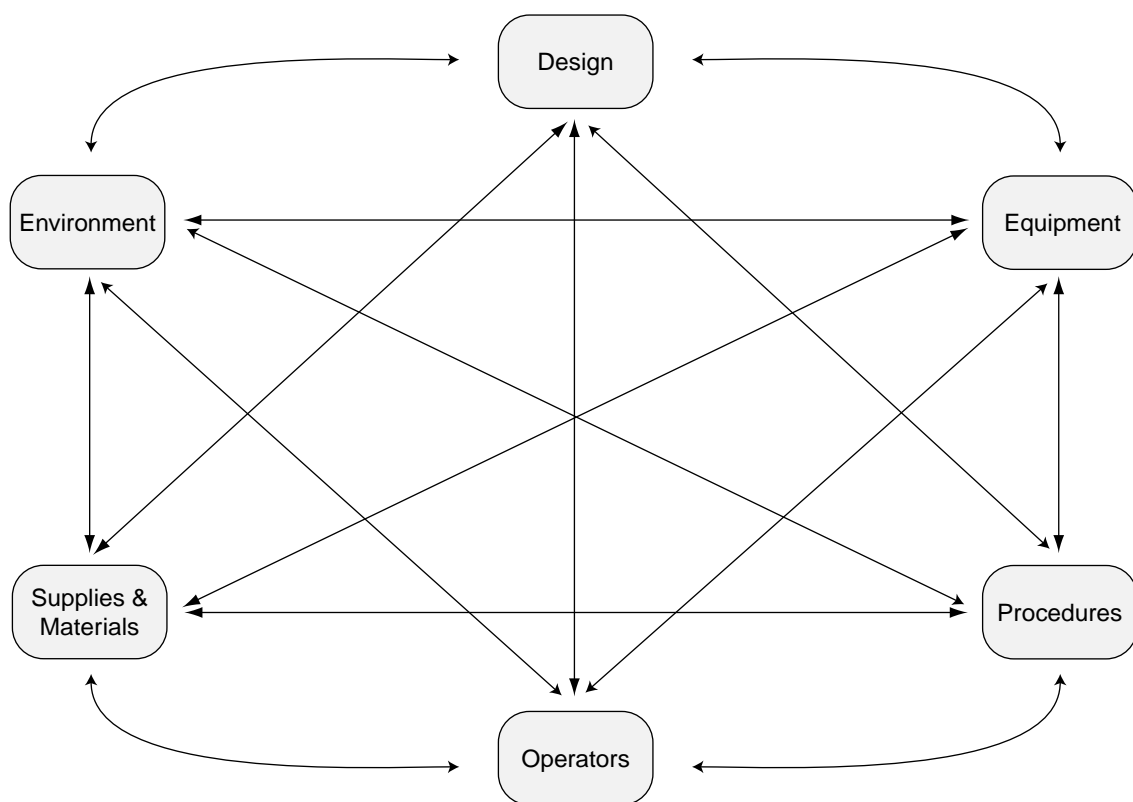 Design
Environment
Equipment
Supplies &
Materials
Procedures
Operators